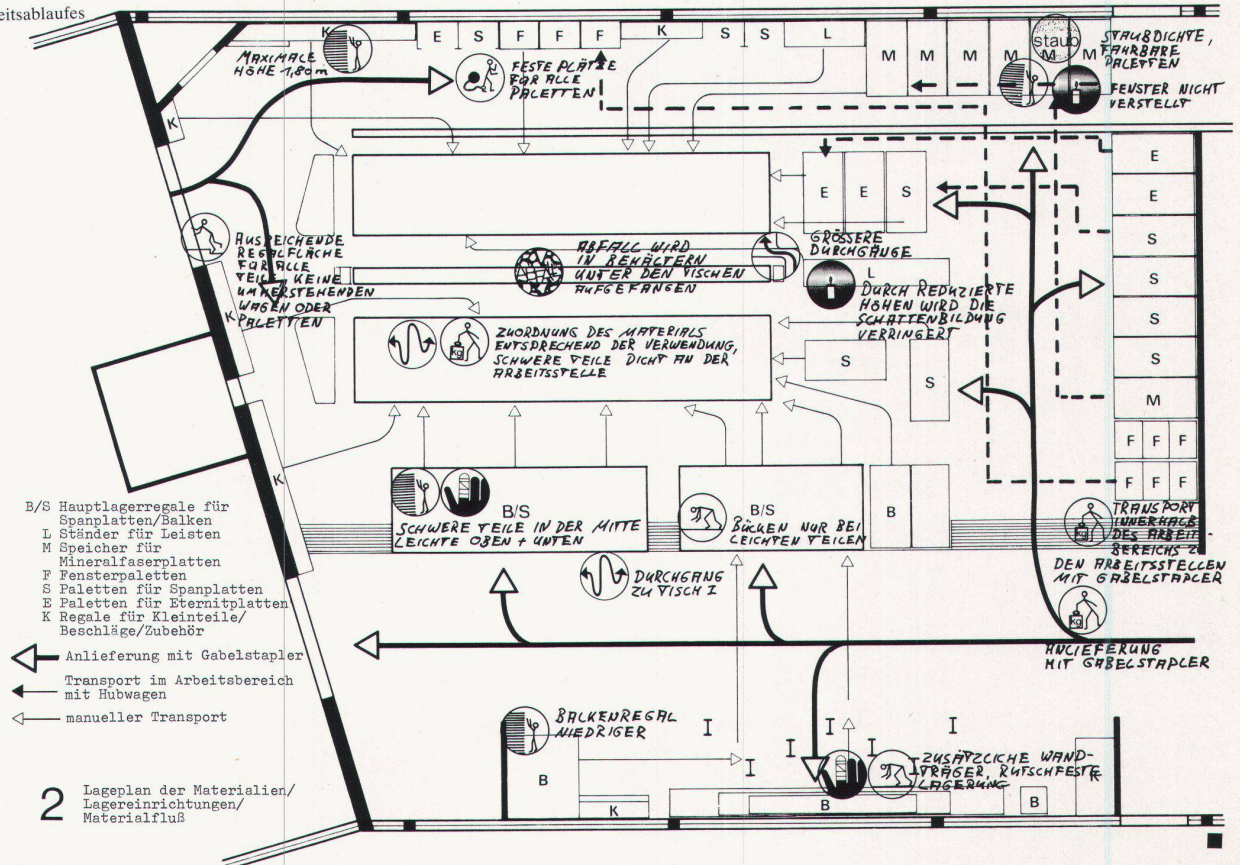 eitsablaufes
K
E
S
F
F
F
K
S
S
L
M
M
M
M
M
M
staub
STAUBDICHTE,
FAHRBARE
PALETTEN
MAXIMALE
HÖHE 1,80m
FESTE PLÄTZE
FÜR ALLE
PALETTEN
FENSTER NICHT
VERSTELLT
K
E
E
S
E
E
S
S
S
S
M
F F F
F F F
AUSREICHENDE
REGALFLÄCHE
FÜR ALLE
TEILE, KEINE
UMHERSTEHENDEN
WAGEN ODER
PALETTEN
K
ABFALL WIRD
IN BEHÄLTERN
UNTER DEN TISCHEN
AUFGEFANGEN
GRÖSSERE
DURCHGÄNGE
L
DURCH REDUZIERTE
HÖHEN WIRD DIE
SCHATTENBILDUNG
VERRINGERT
Kg
ZUORDNUNG DES MATERIALS
ENTSPRECHEND DER VERWENDUNG,
SCHWERE TEILE DICHT AN DER
ARBEITSSTELLE
S
S
K
B/S
SCHWERE TEILE IN DER MITTE
LEICHTE OBEN + UNTEN
B/S
BÜCKEN NUR BEI
LEICHTEN TEILEN
B
Kg
TRANSPORT
INNERHALB
DES ARBEIT-
BEREICHS ZU
DEN ARBEITSSTELLEN
MIT GABELSTAPLER
DURCHGANG
ZU TISCH I
Kg
ANLIEFERUNG
MIT GABELSTAPLER
B/S Hauptlagerregale für
Spanplatten/Balken
L Ständer für Leisten
M Speicher für
Mineralfaserplatten
F Fensterpaletten
S Paletten für Spanplatten
E Paletten für Eternitplatten
K Regale für Kleinteile/
Beschläge/Zubehör
Anlieferung mit Gabelstapler
Transport im Arbeitsbereich
mit Hubwagen
manueller Transport
BALKENREGAL
NIEDRIGER
I
I
I
I
I
I
ZUSÄTZLICHE WAND-
TRÄGER, RUTSCHFESTE
LAGERUNG
B
K
B
B
K
2 Lageplan der Materialien/
Lagereinrichtungen/
Materialfluß